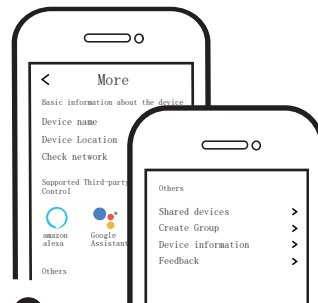 More
Basic information about the device
Device name
Device Location
Check network
Supported Third-party
Control
amazon
alexa
Google
Assistant
Others
Others
Shared devices
Create Group
Device information
Feedback